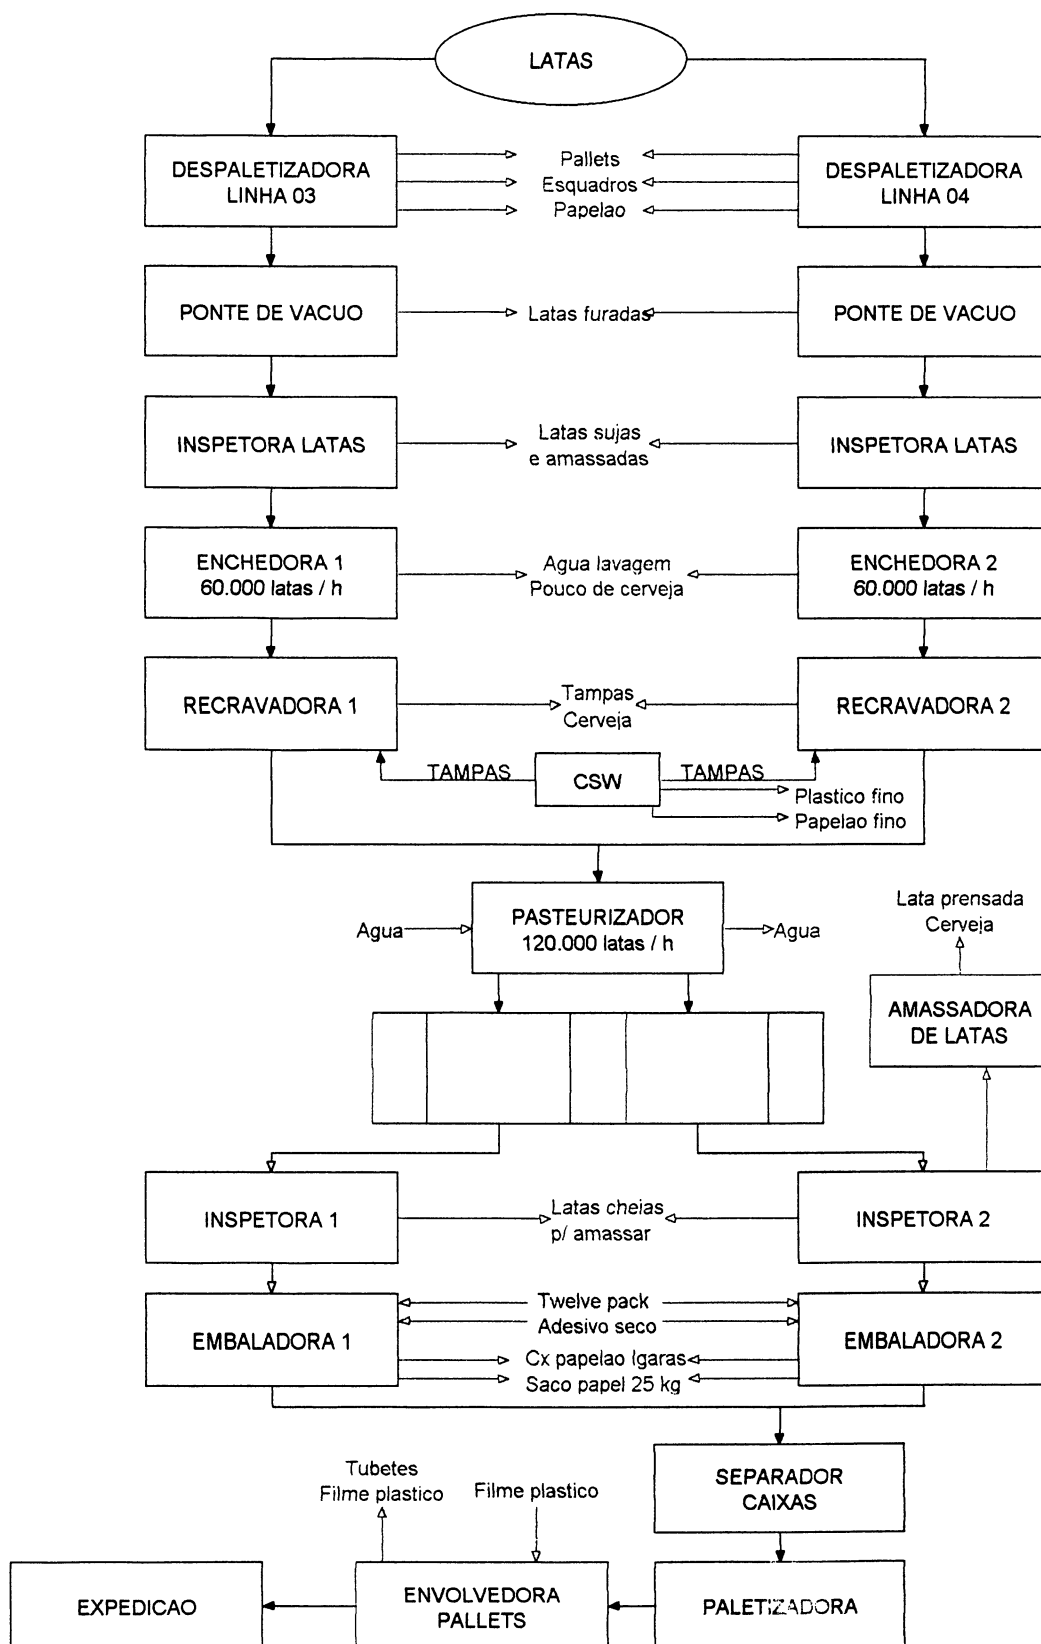 LATAS
DESPALETIZADORA
LINHA 03
Pallets
Esquadros
Papelao
DESPALETIZADORA
LINHA 04
PONTE DE VACUO
Latas furadas
PONTE DE VACUO
INSPETORA LATAS
Latas sujas
e amassadas
INSPETORA LATAS
ENCHEDORA 1
60.000 latas / h
Agua lavagem
Pouco de cerveja
ENCHEDORA 2
60.000 latas / h
RECRAVADORA 1
Tampas
Cerveja
RECRAVADORA 2
TAMPAS
CSW
TAMPAS
Plastico fino
Papelao fino
Agua
PASTEURIZADOR
120.000 latas / h
Agua
Lata prensada
Cerveja
AMASSADORA
DE LATAS
INSPETORA 1
Latas cheias
p/ amassar
INSPETORA 2
EMBALADORA 1
Twelve pack
Adesivo seco
Cx papelao Igaras
Saco papel 25 kg
EMBALADORA 2
SEPARADOR
CAIXAS
Tubetes
Filme plastico
Filme plastico
EXPEDICAO
ENVOLVEDORA
PALLETS
PALETIZADORA